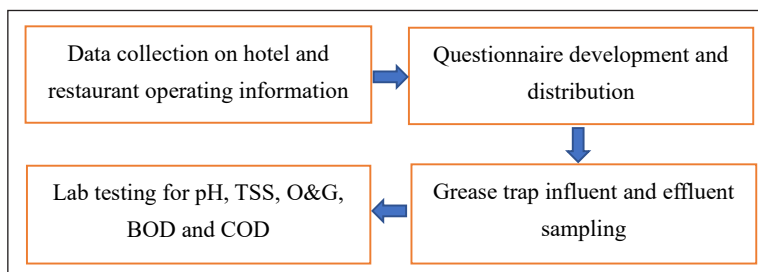 Data collection on hotel and
restaurant operating information
Questionnaire development and
distribution
Grease trap influent and effluent
sampling
Lab testing for pH, TSS, O&G,
BOD and COD